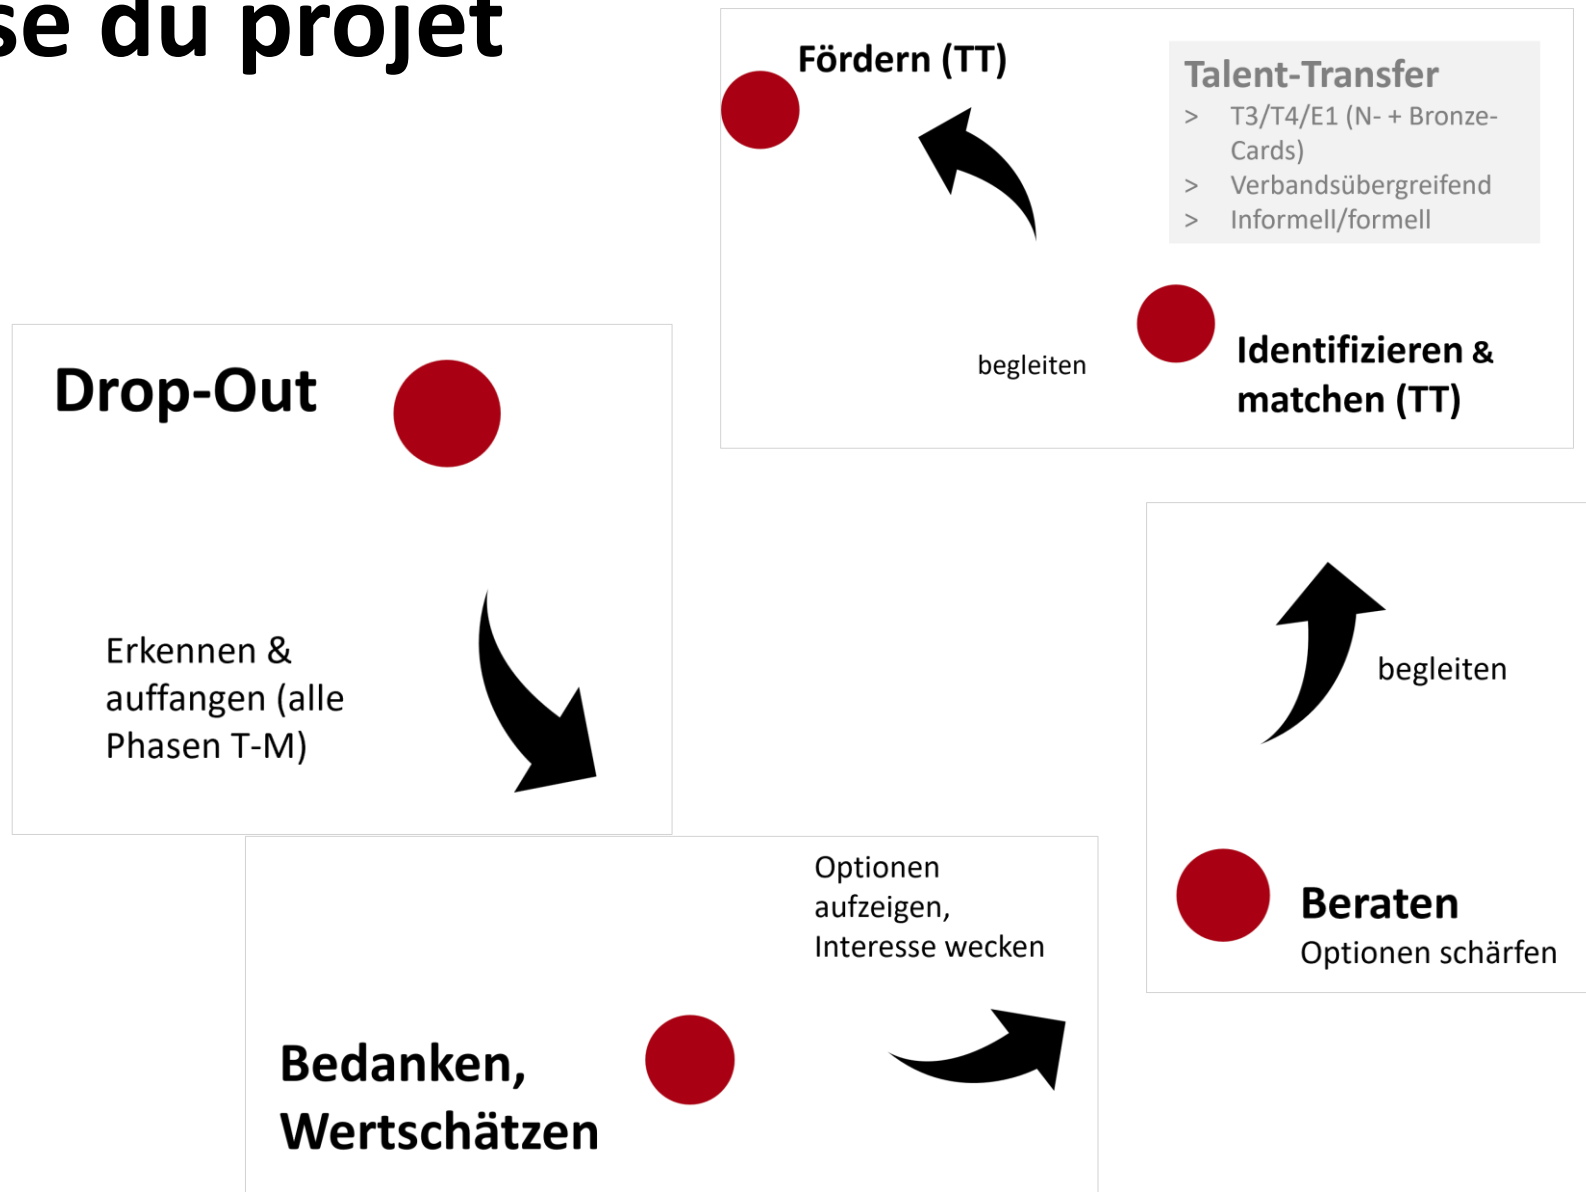 se du projet
Fördern (TT)
Talent-Transfer
> T3/T4/E1 (N- + Bronze-
Cards)
> Verbandsübergreifend
> Informell/formell
begleiten
Identifizieren &
matchen (TT)
Drop-Out
Erkennen &
auffangen (alle
Phasen T-M)
begleiten
Beraten
Optionen schärfen
Optionen
aufzeigen,
Interesse wecken
Bedanken,
Wertschätzen